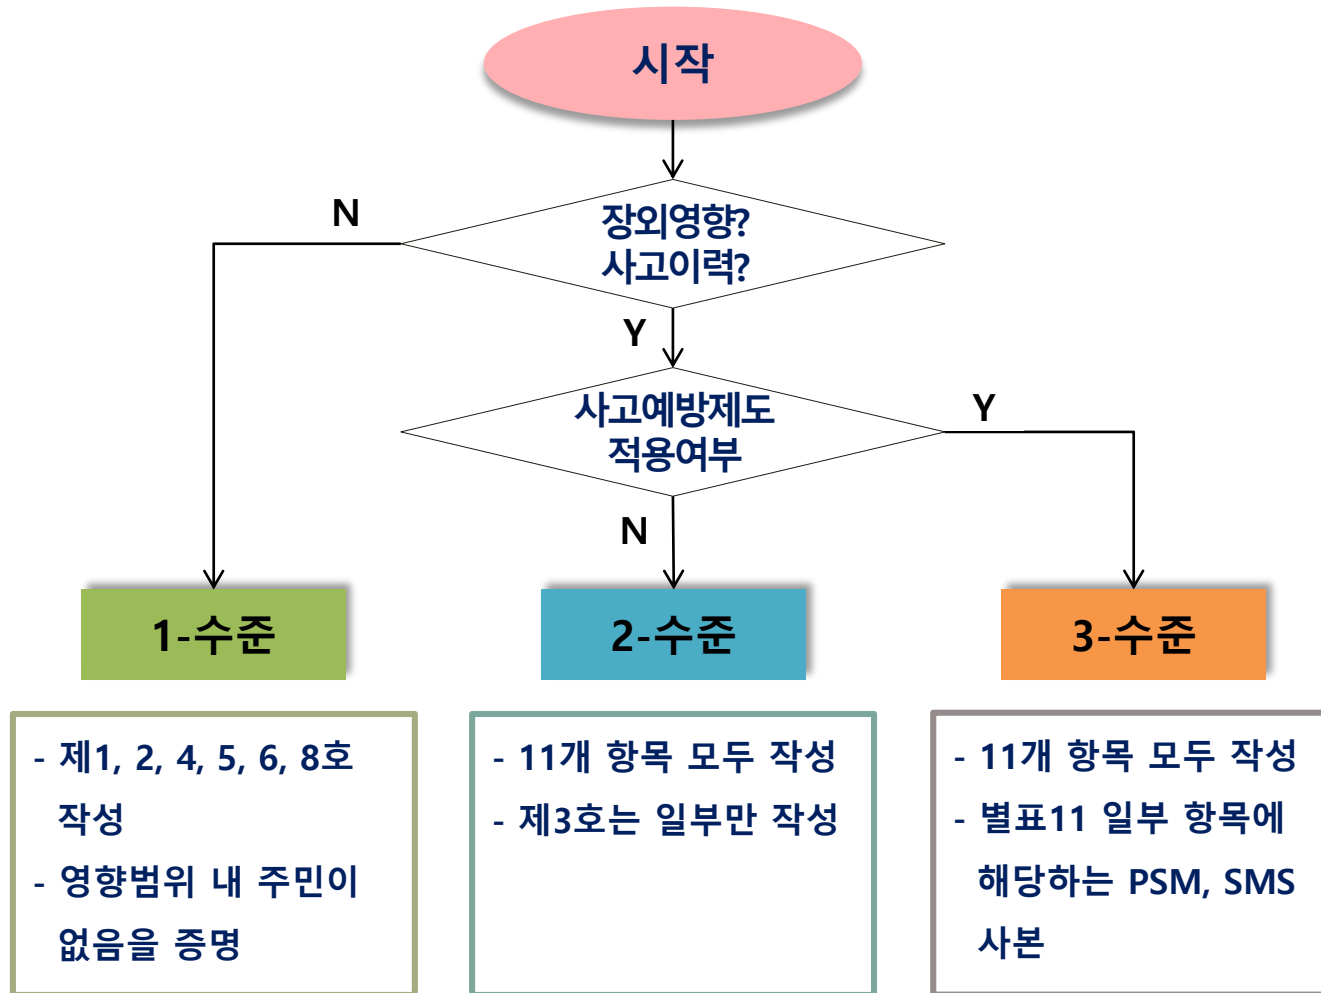 시작
N
장외영향?
사고이력?
Y
사고예방제도
적용여부
Y
N
1-수준
2-수준
3-수준
- 제1, 2, 4, 5, 6, 8호
작성
- 영향범위 내 주민이
없음을 증명
- 11개 항목 모두 작성
- 제3호는 일부만 작성
- 11개 항목 모두 작성
- 별표11 일부 항목에
해당하는 PSM, SMS
사본